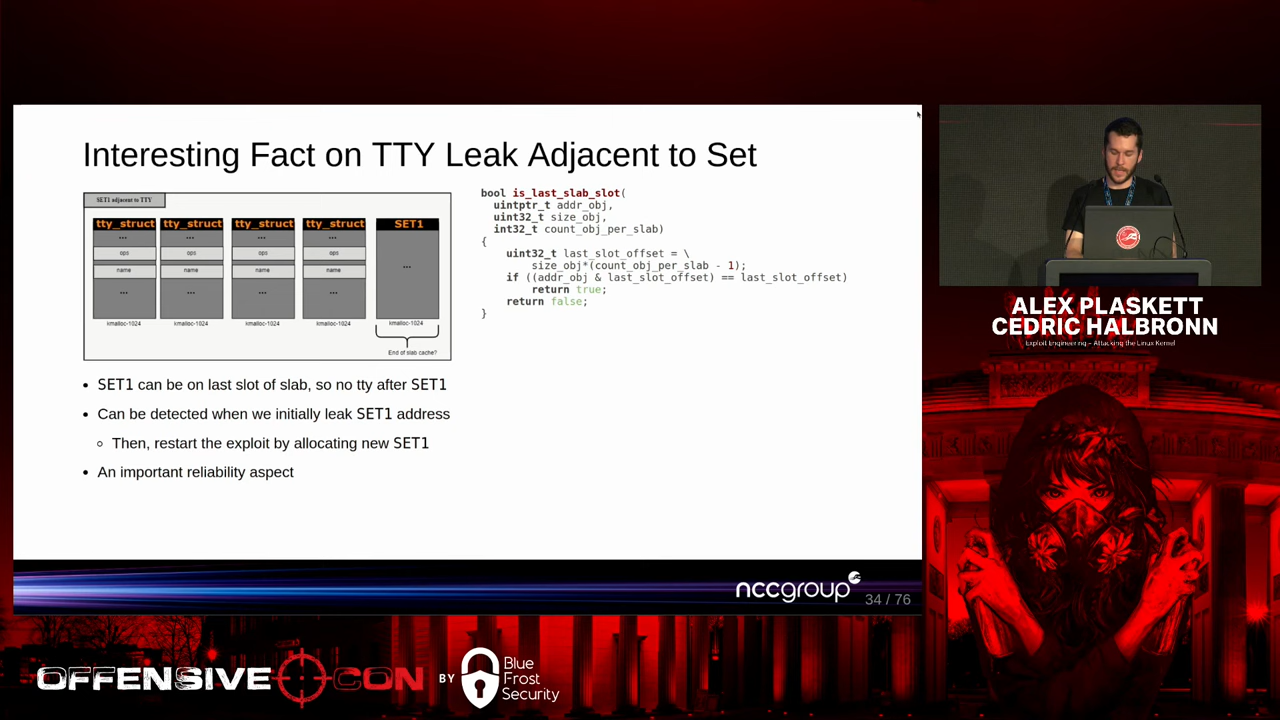 Interesting Fact on TTY Leak Adjacent to Set
SET1 adjacent to TTY
tty_struct tty_struct tty_struct tty_struct SET1
... ... ... ...
ops ops ops ops
name name name name
...
... ... ... ...
kmalloc-1024 kmalloc-1024 kmalloc-1024 kmalloc-1024 kmalloc-1024
End of slab cache?
bool is_last_slab_slot(
uintptr_t addr_obj,
uint32_t size_obj,
int32_t count_obj_per_slab)
{
uint32_t last_slot_offset = \
size_obj*(count_obj_per_slab - 1);
if ((addr_obj & last_slot_offset) == last_slot_offset)
return true;
return false;
}
• SET1 can be on last slot of slab, so no tty after SET1
• Can be detected when we initially leak SET1 address
◦ Then, restart the exploit by allocating new SET1
• An important reliability aspect
nccgroup
34 / 76
ALEX PLASKETT
CEDRIC HALBRONN
Exploit Engineering – Attacking the Linux Kernel
OFFENSIVE CON
BY
Blue
Frost
Security